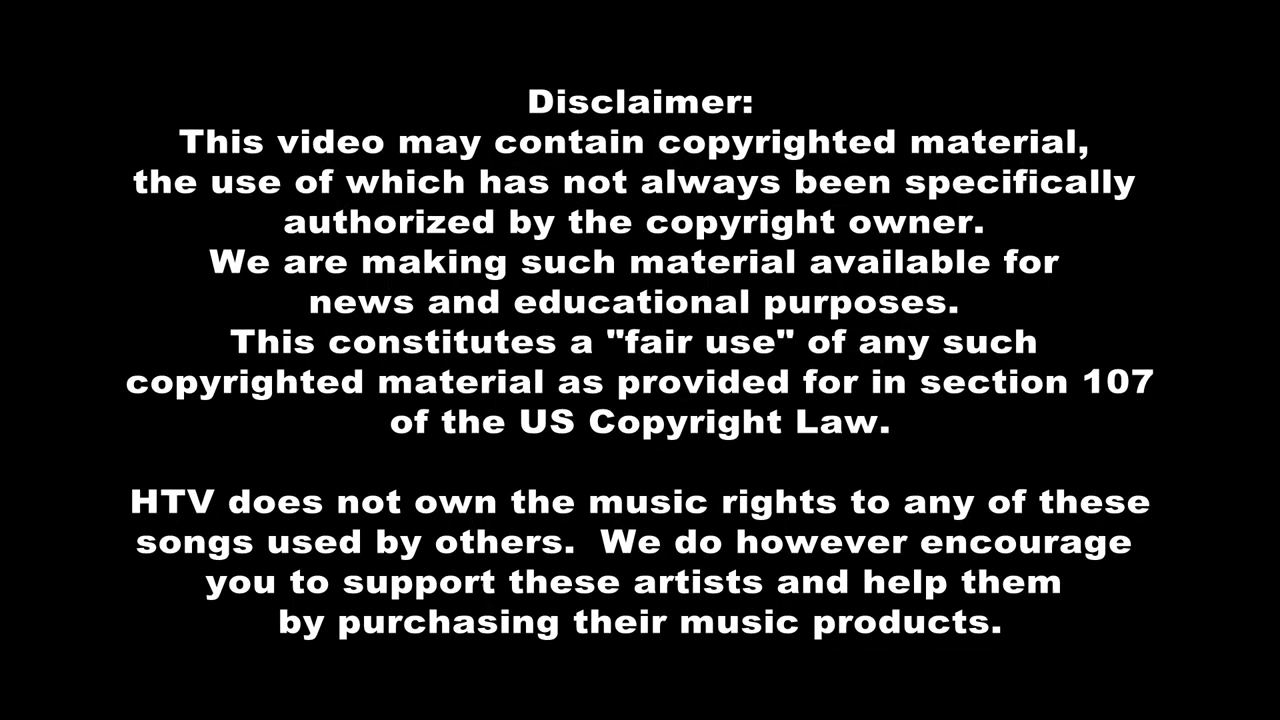 Disclaimer:
This video may contain copyrighted material,
the use of which has not always been specifically
authorized by the copyright owner.
We are making such material available for
news and educational purposes.
This constitutes a "fair use" of any such
copyrighted material as provided for in section 107
of the US Copyright Law.
HTV does not own the music rights to any of these
songs used by others.  We do however encourage
you to support these artists and help them
by purchasing their music products.